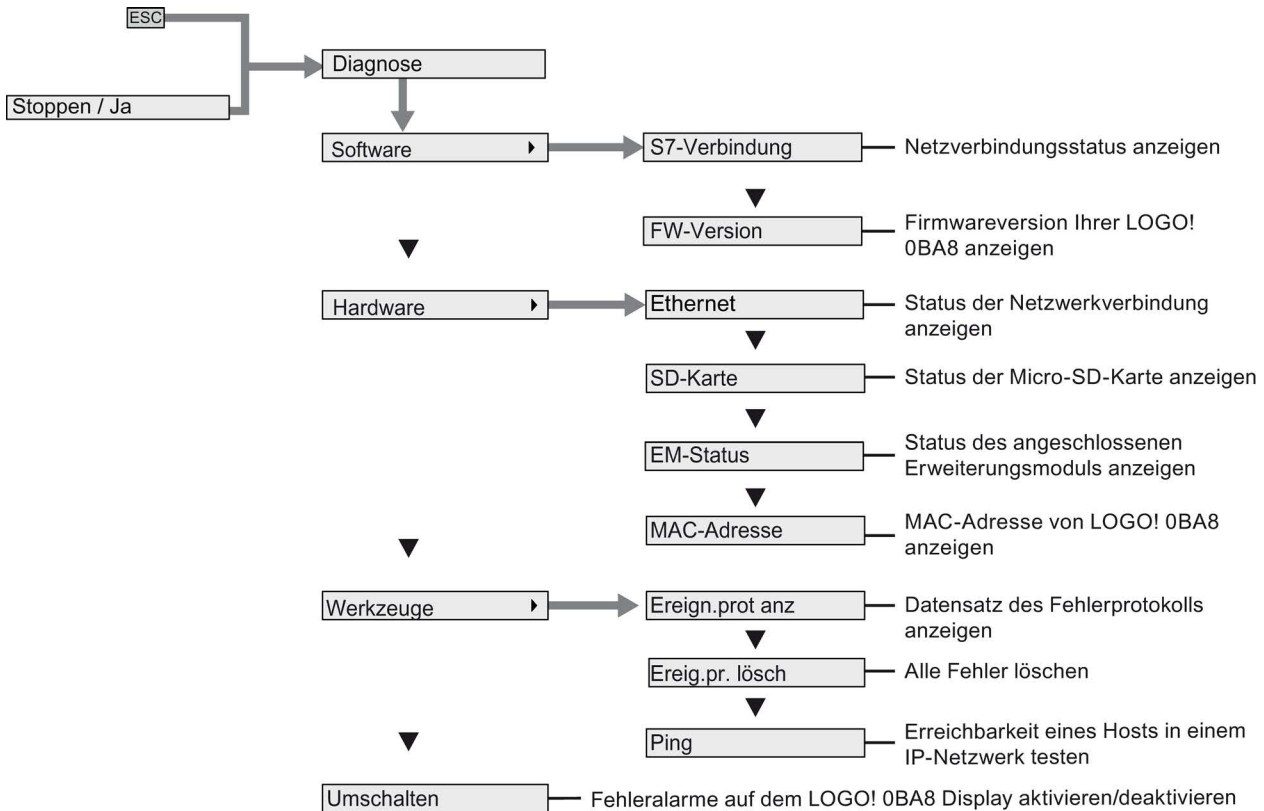 ESC
Diagnose
Stoppen / Ja
Software
S7-Verbindung
Netzverbindungsstatus anzeigen
FW-Version
Firmwareversion Ihrer LOGO!
0BA8 anzeigen
Hardware
Ethernet
Status der Netzwerkverbindung
anzeigen
SD-Karte
Status der Micro-SD-Karte anzeigen
EM-Status
Status des angeschlossenen
Erweiterungsmoduls anzeigen
MAC-Adresse
MAC-Adresse von LOGO! 0BA8
anzeigen
Werkzeuge
Ereign.prot anz
Datensatz des Fehlerprotokolls
anzeigen
Ereig.pr. lösch
Alle Fehler löschen
Ping
Erreichbarkeit eines Hosts in einem
IP-Netzwerk testen
Umschalten
Fehleralarme auf dem LOGO! 0BA8 Display aktivieren/deaktivieren